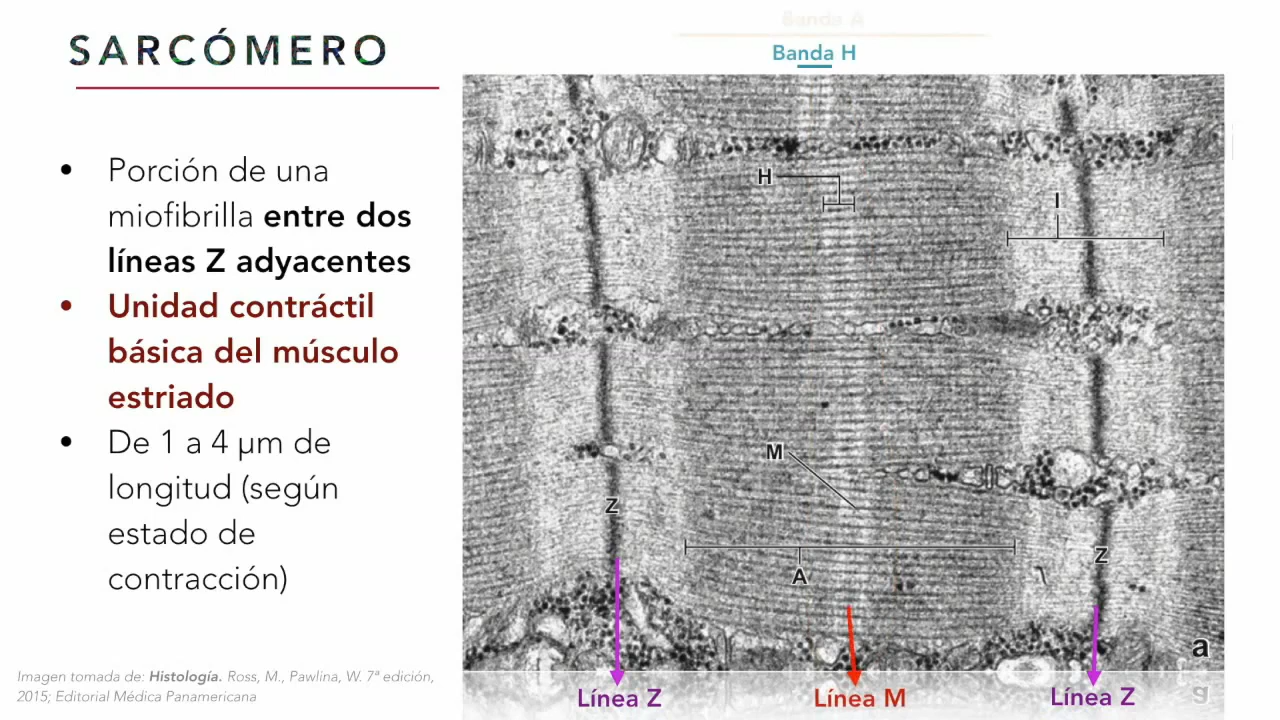 SARCÓMERO
Banda A
Banda H
• Porción de una
miofibrilla entre dos
líneas Z adyacentes
• Unidad contráctil
básica del músculo
estriado
• De 1 a 4 µm de
longitud (según
estado de
contracción)
H
I
M
Z
Z
A
a
Línea Z
Línea M
Línea Z
Imagen tomada de: Histología. Ross, M., Pawlina, W. 7ª edición,
2015; Editorial Médica Panamericana